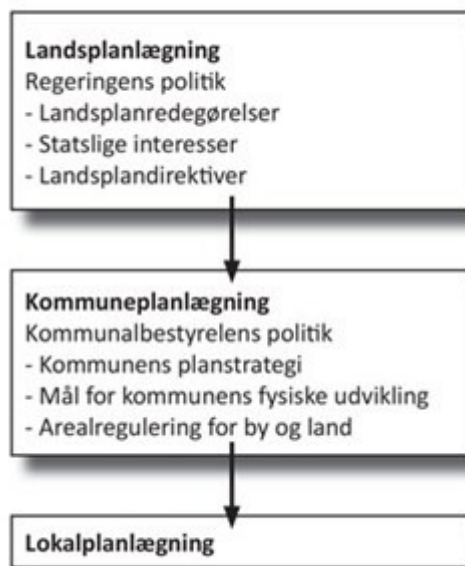 Landsplanlægning
Regeringens politik
- Landsplanredegørelser
- Statslige interesser
- Landsplandirektiver
Kommuneplanlægning
Kommunalbestyrelens politik
- Kommunens planstrategi
- Mål for kommunens fysiske udvikling
- Arealregulering for by og land
Lokalplanlægning